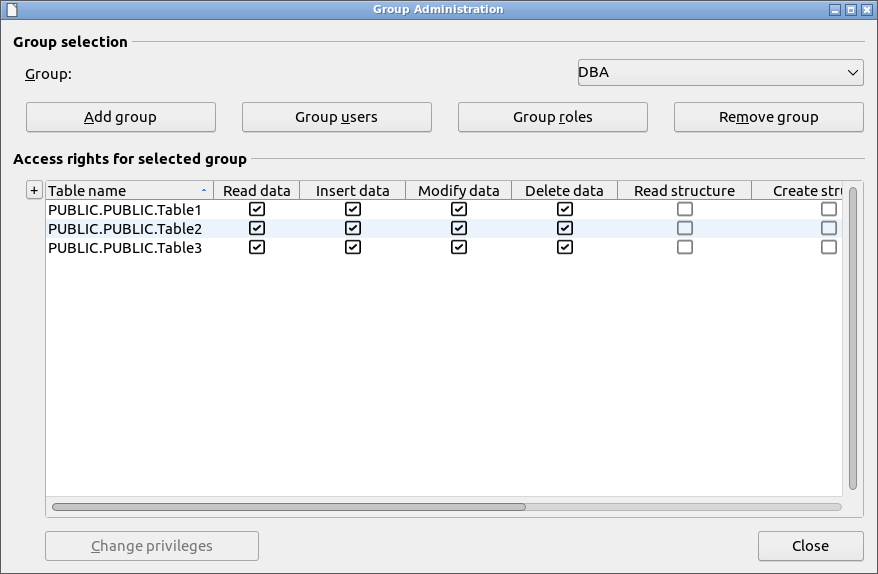 Group Administration
Group selection
Group:
DBA
Add group
Group users
Group roles
Remove group
Access rights for selected group
+
Table name Read data Insert data Modify data Delete data Read structure Create stru
PUBLIC.PUBLIC.Table1
PUBLIC.PUBLIC.Table2
PUBLIC.PUBLIC.Table3
Change privileges
Close